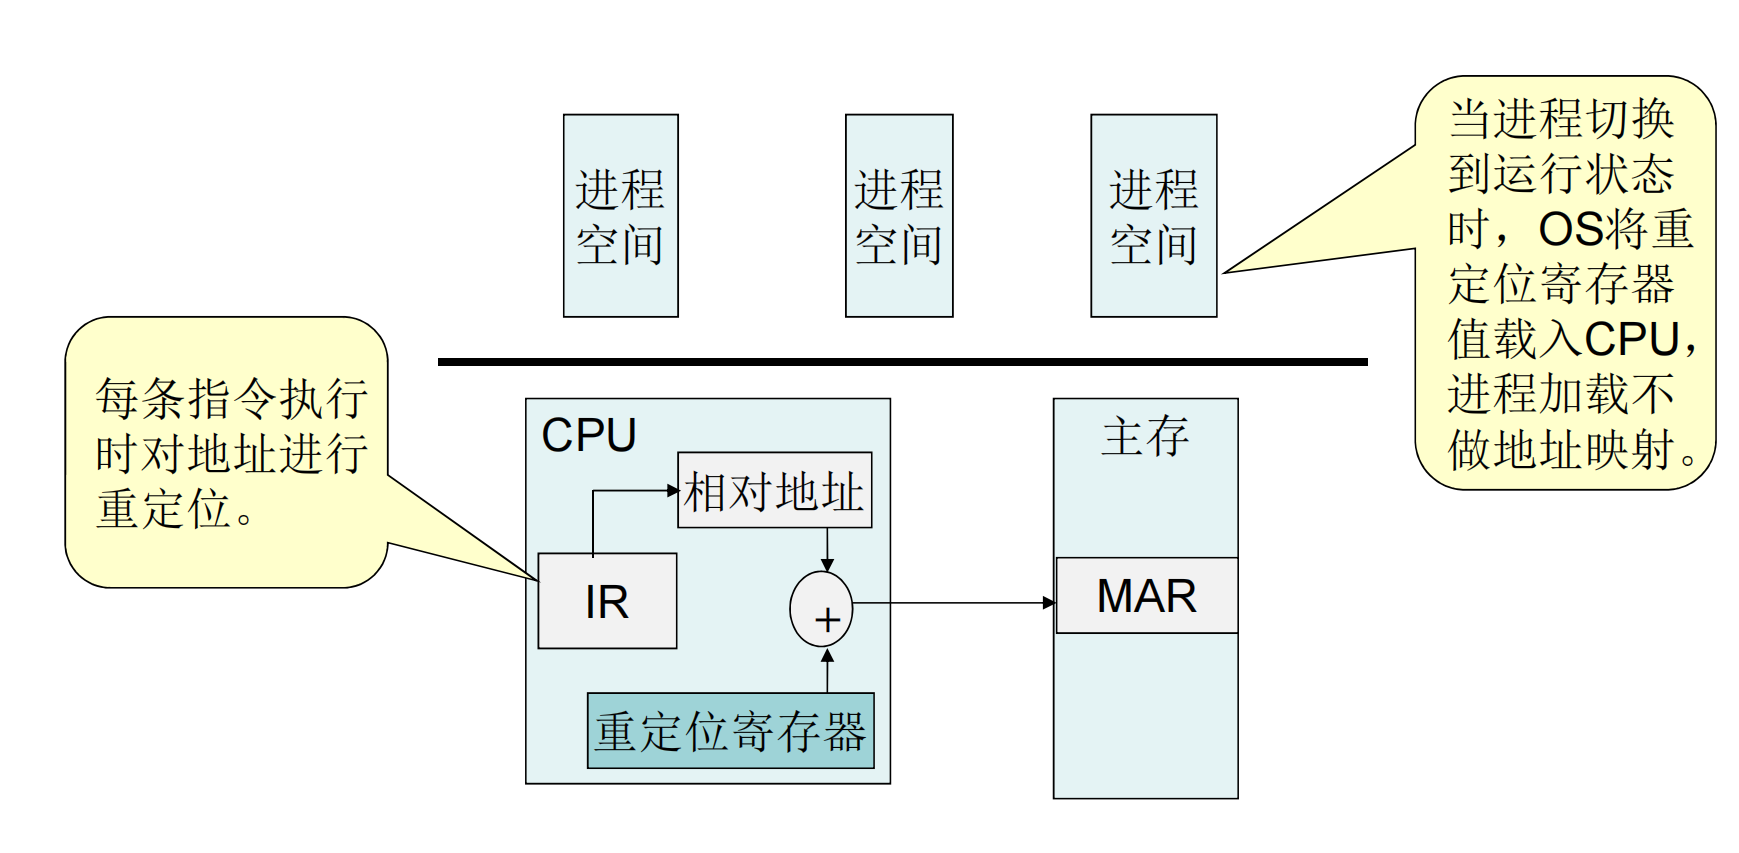 进程
空间
进程
空间
进程
空间
当进程切换
到运行状态
时，OS将重
定位寄存器
值载入CPU，
进程加载不
做地址映射。
每条指令执行
时对地址进行
重定位。
CPU
相对地址
IR
+
重定位寄存器
主存
MAR